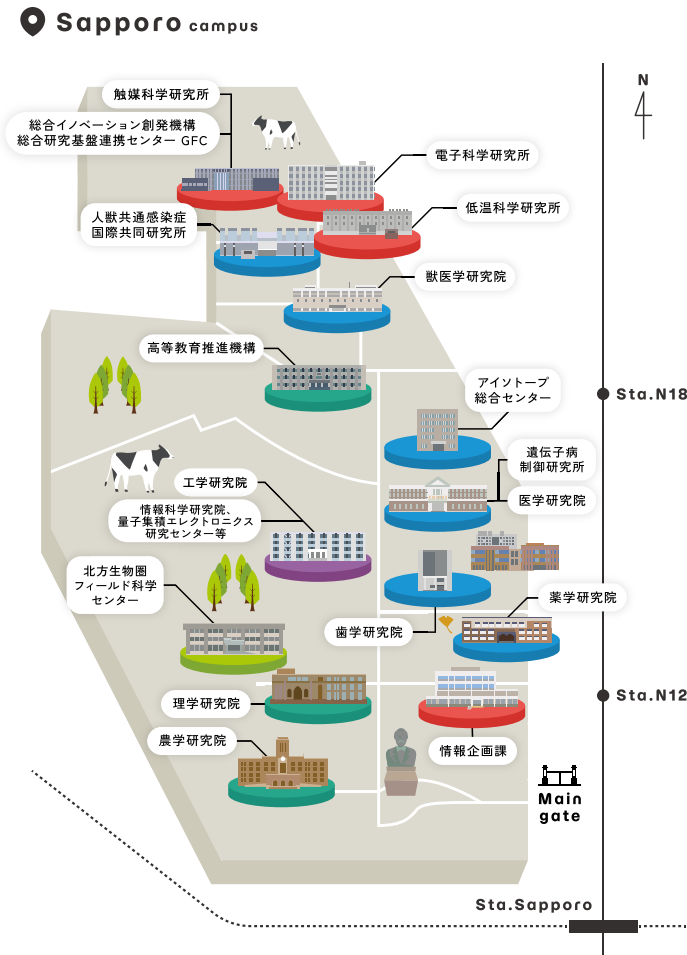 Sapporo campus
N
触媒科学研究所
総合イノベーション創発機構
総合研究基盤連携センター GFC
電子科学研究所
低温科学研究所
人獣共通感染症
国際共同研究所
獣医学研究院
高等教育推進機構
アイソトープ
総合センター
Sta.N18
遺伝子病
制御研究所
医学研究院
工学研究院
情報科学研究院、
量子集積エレクトロニクス
研究センター等
北方生物圏
フィールド科学
センター
薬学研究院
歯学研究院
理学研究院
Sta.N12
農学研究院
情報企画課
Main
gate
Sta.Sapporo